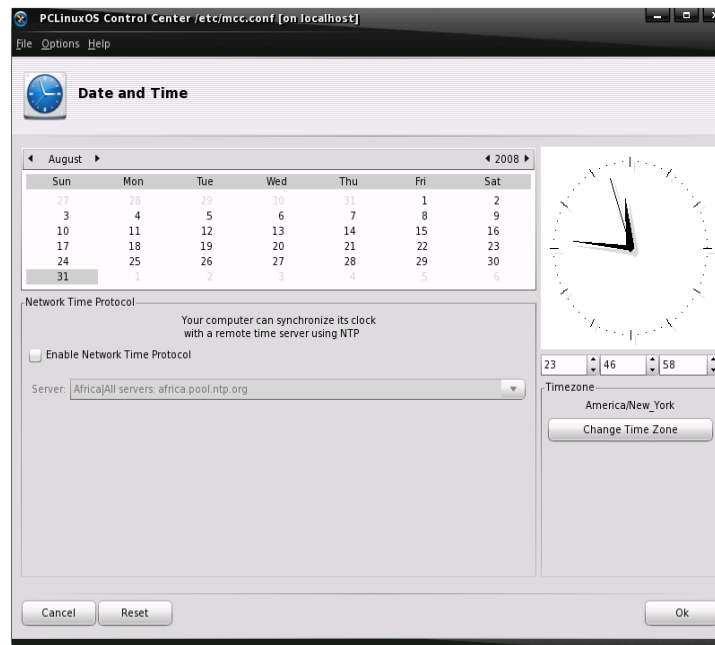 PCLinuxOS Control Center /etc/mcc.conf [on localhost]
File Options Help
Date and Time
August 2008
Sun Mon Tue Wed Thu Fri Sat
27 28 29 30 31 1 2
3 4 5 6 7 8 9
10 11 12 13 14 15 16
17 18 19 20 21 22 23
24 25 26 27 28 29 30
31 1 2 3 4 5 6
Network Time Protocol
Your computer can synchronize its clock
with a remote time server using NTP
Enable Network Time Protocol
Server: Africa|All servers: africa.pool.ntp.org
23 46 58
Timezone
America/New_York
Change Time Zone
Cancel Reset Ok